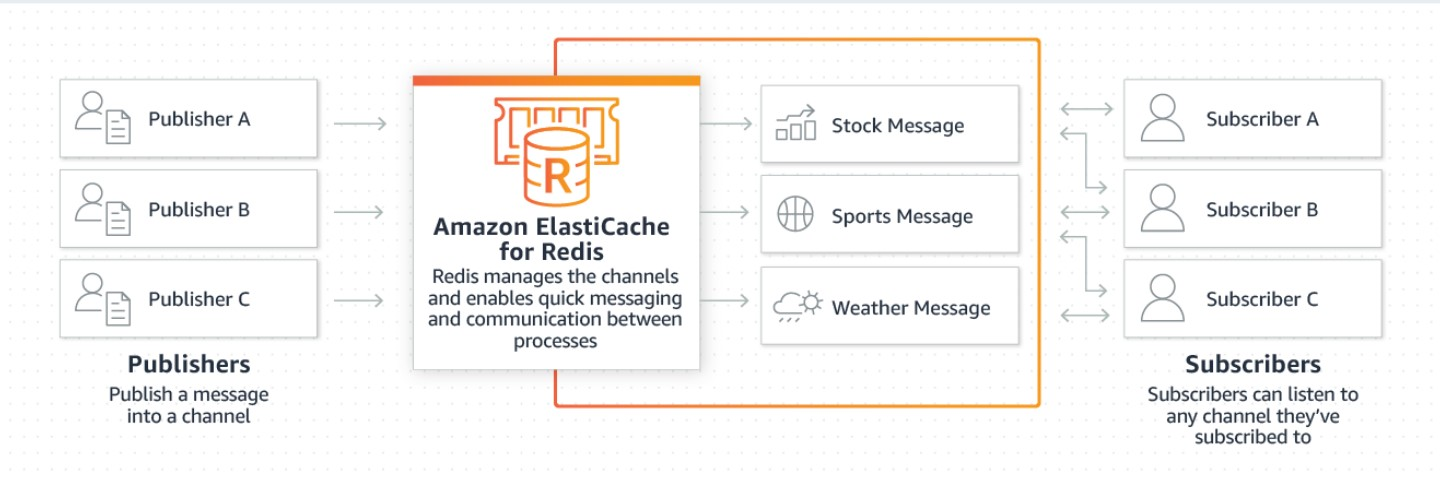 Publisher A
Publisher B
Publisher C
Publishers
Publish a message
into a channel
R
Amazon ElastiCache
for Redis
Redis manages the channels
and enables quick messaging
and communication between
processes
Stock Message
Sports Message
Weather Message
Subscriber A
Subscriber B
Subscriber C
Subscribers
Subscribers can listen to
any channel they’ve
subscribed to